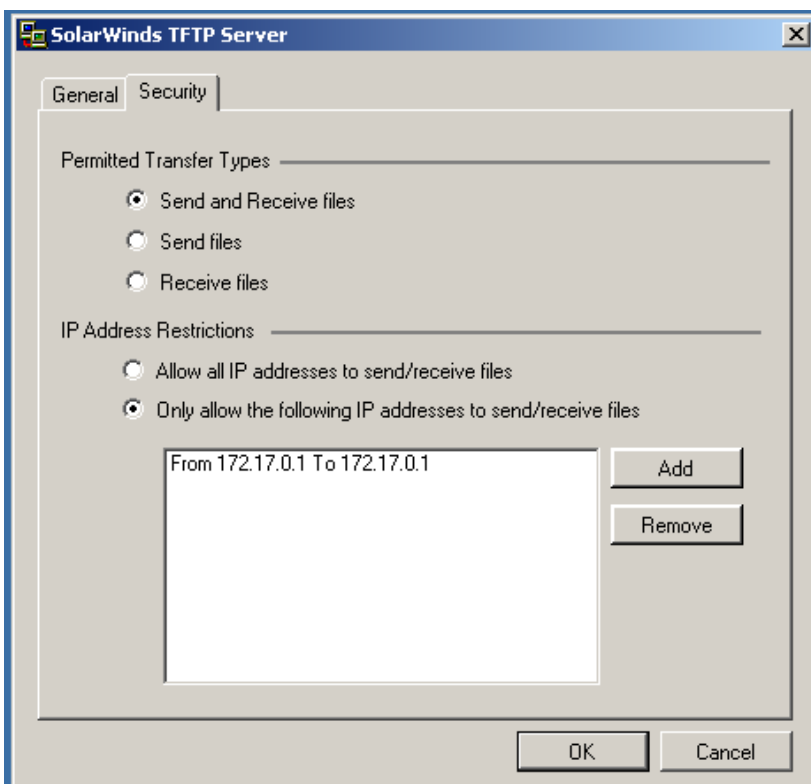 SolarWinds TFTP Server
General Security
Permitted Transfer Types
Send and Receive files
Send files
Receive files
IP Address Restrictions
Allow all IP addresses to send/receive files
Only allow the following IP addresses to send/receive files
From 172.17.0.1 To 172.17.0.1
Add
Remove
OK Cancel